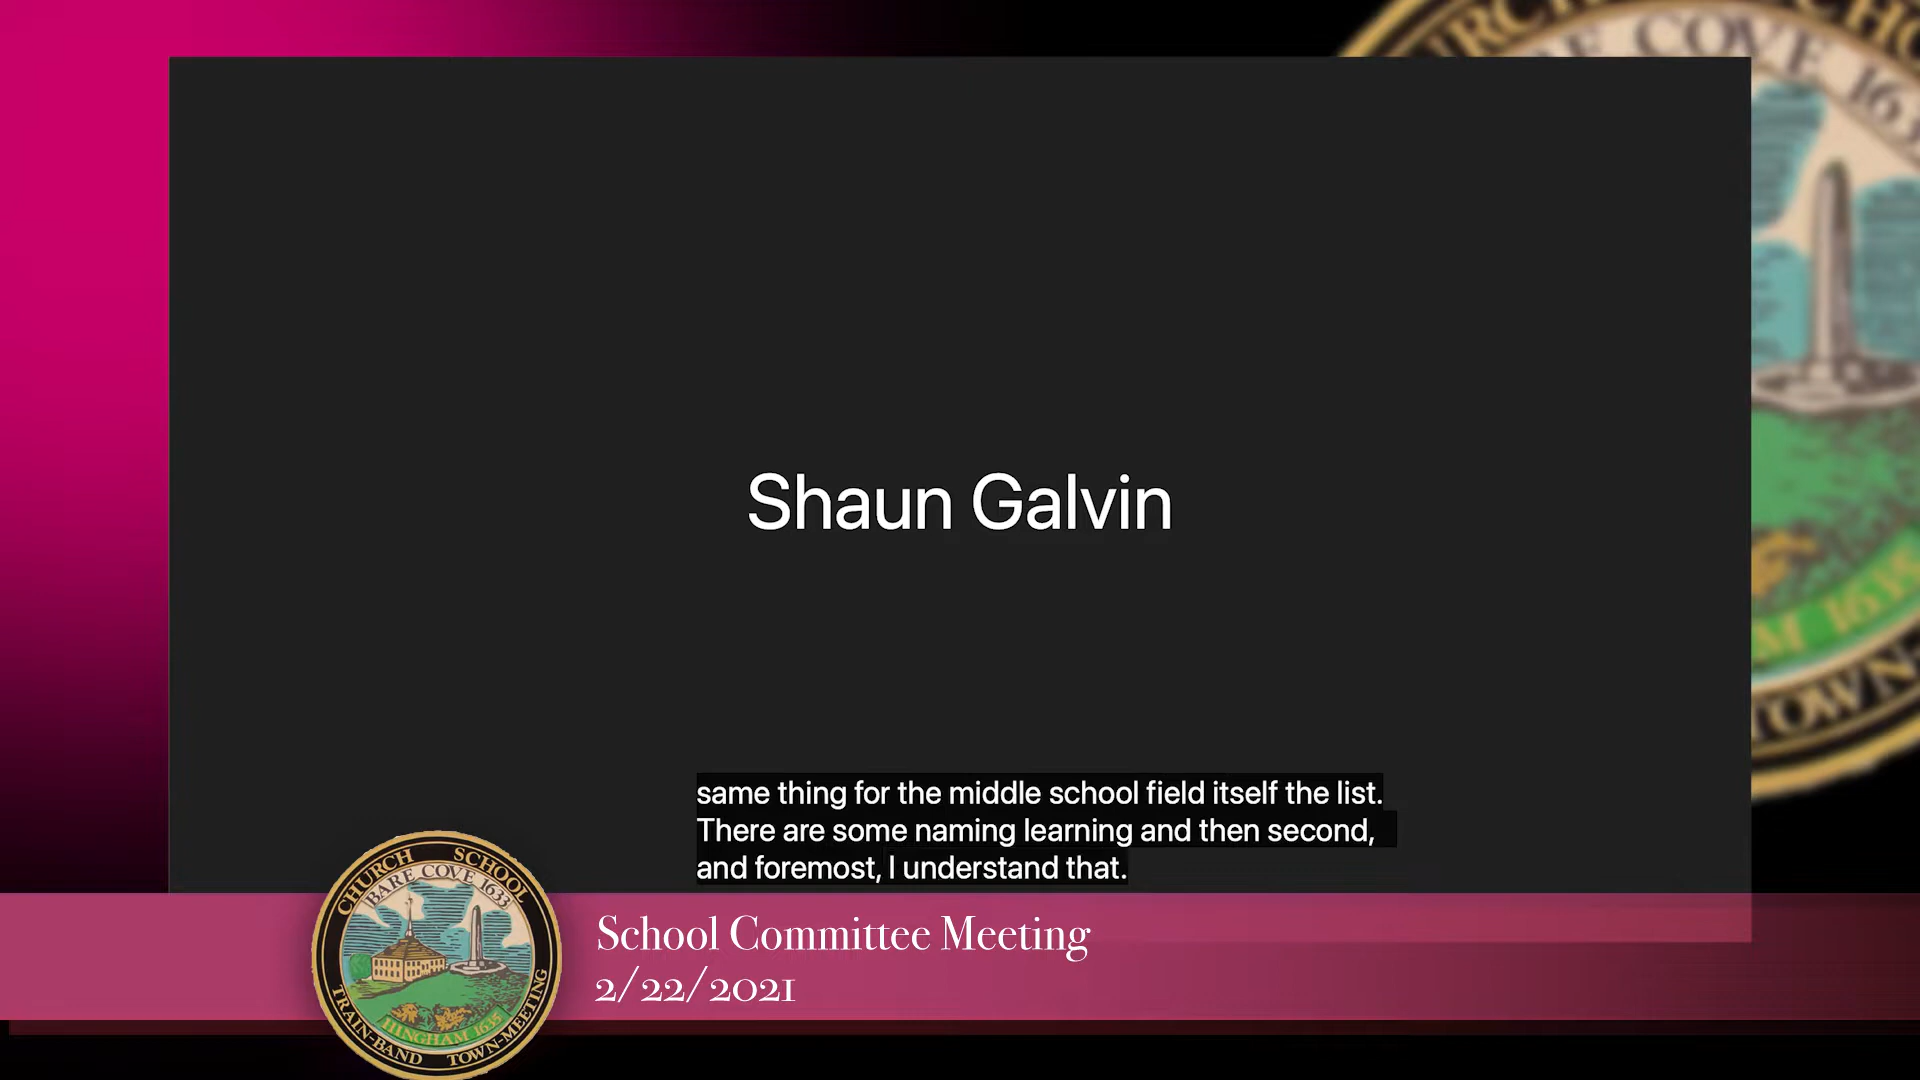 Shaun Galvin
same thing for the middle school field itself the list.
There are some naming learning and then second,
and foremost, I understand that.
School Committee Meeting
2/22/2021
CHURCH SCHOOL
BARE COVE 1633
HINGHAM 1635
TRAIN-BAND TOWN-MEETING